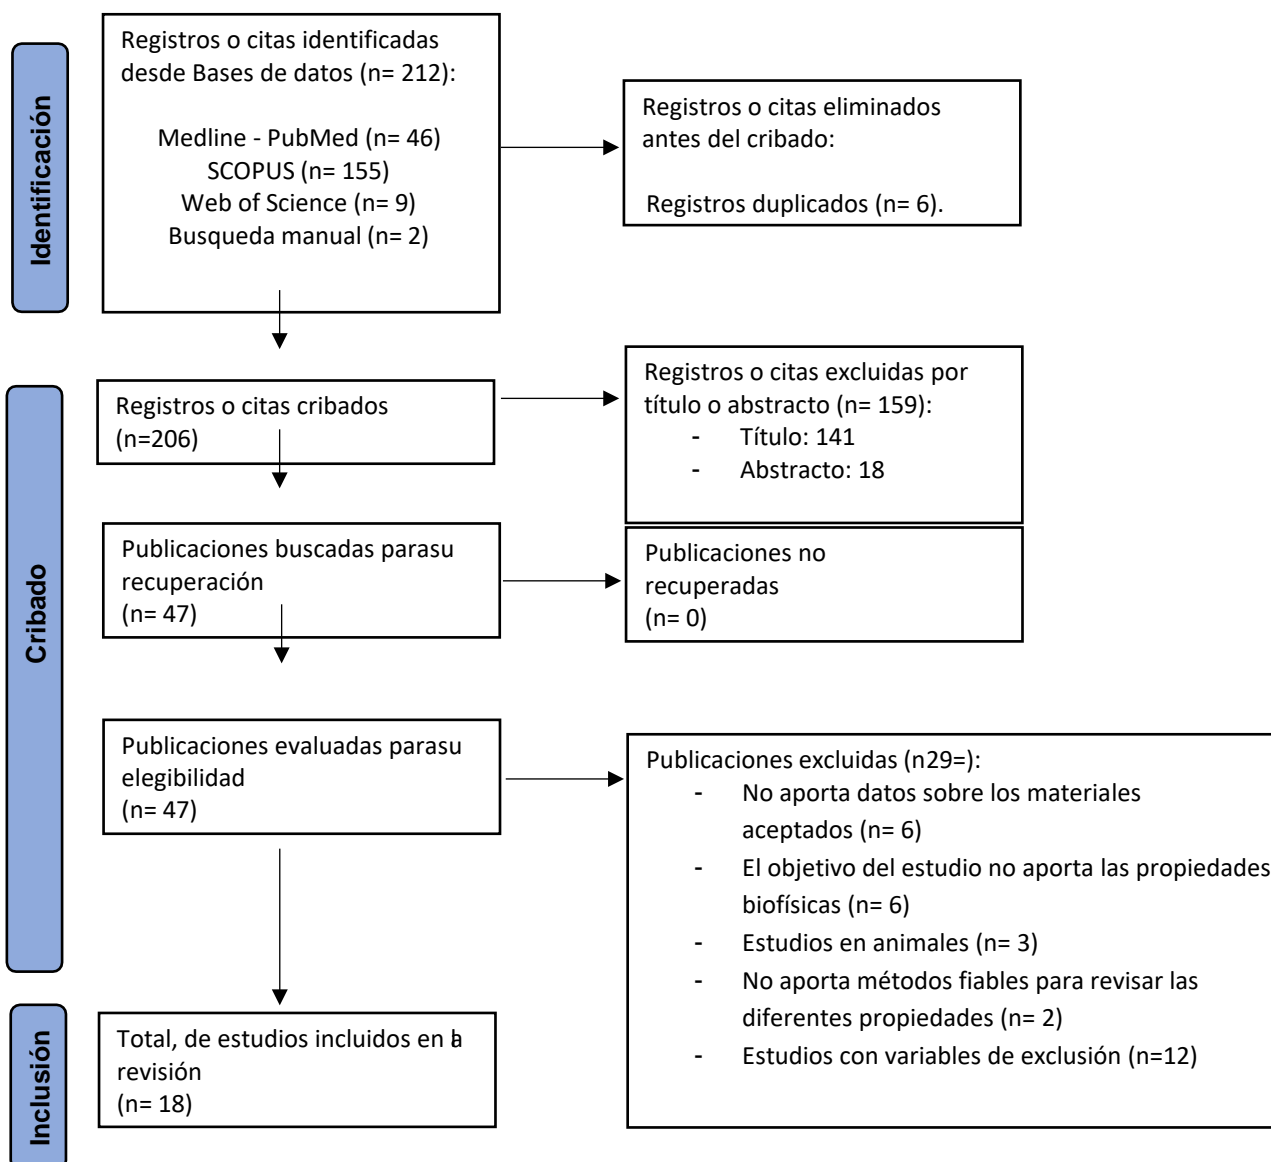 Identificación
Registros o citas identificadas
desde Bases de datos (n= 212):
Medline - PubMed (n= 46)
SCOPUS (n= 155)
Web of Science (n= 9)
Busqueda manual (n= 2)
Registros o citas eliminados
antes del cribado:
Registros duplicados (n= 6).
Cribado
Registros o citas cribados
(n=206)
Registros o citas excluidas por
título o abstracto (n= 159):
- Título: 141
- Abstracto: 18
Publicaciones buscadas parasu
recuperación
(n= 47)
Publicaciones no
recuperadas
(n= 0)
Publicaciones evaluadas parasu
elegibilidad
(n= 47)
Publicaciones excluidas (n29=):
- No aporta datos sobre los materiales
aceptados (n= 6)
- El objetivo del estudio no aporta las propiedades
biofísicas (n= 6)
- Estudios en animales (n= 3)
- No aporta métodos fiables para revisar las
diferentes propiedades (n= 2)
- Estudios con variables de exclusión (n=12)
Inclusión
Total, de estudios incluidos en la
revisión
(n= 18)